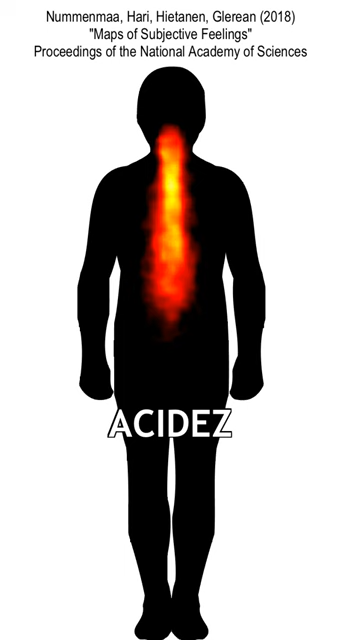 Nummenmaa, Hari, Hietanen, Glerean (2018)
"Maps of Subjective Feelings"
Proceedings of the National Academy of Sciences
ACIDEZ